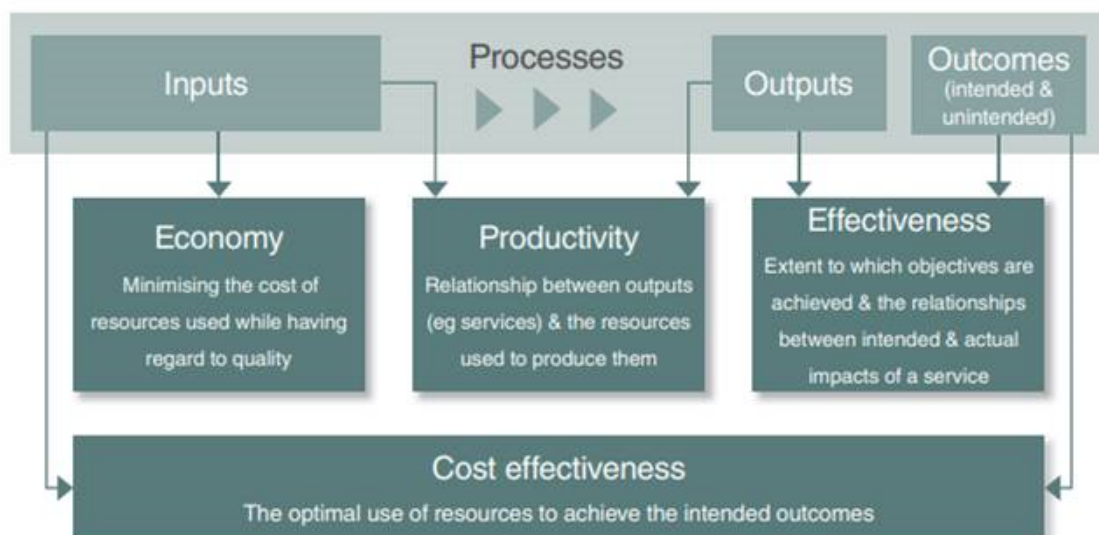 Inputs
Processes
Outputs
Outcomes
(intended &
unintended)
Economy
Minimising the cost of
resources used while having
regard to quality
Productivity
Relationship between outputs
(eg services) & the resources
used to produce them
Effectiveness
Extent to which objectives are
achieved & the relationships
between intended & actual
impacts of a service
Cost effectiveness
The optimal use of resources to achieve the intended outcomes